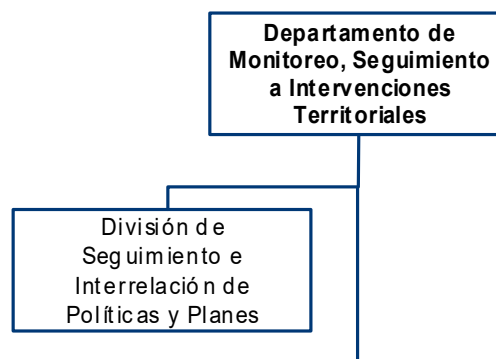 Departamento de
Monitoreo, Seguimiento
a Intervenciones
Territoriales
División de
Seguimiento e
Interrelación de
Políticas y Planes